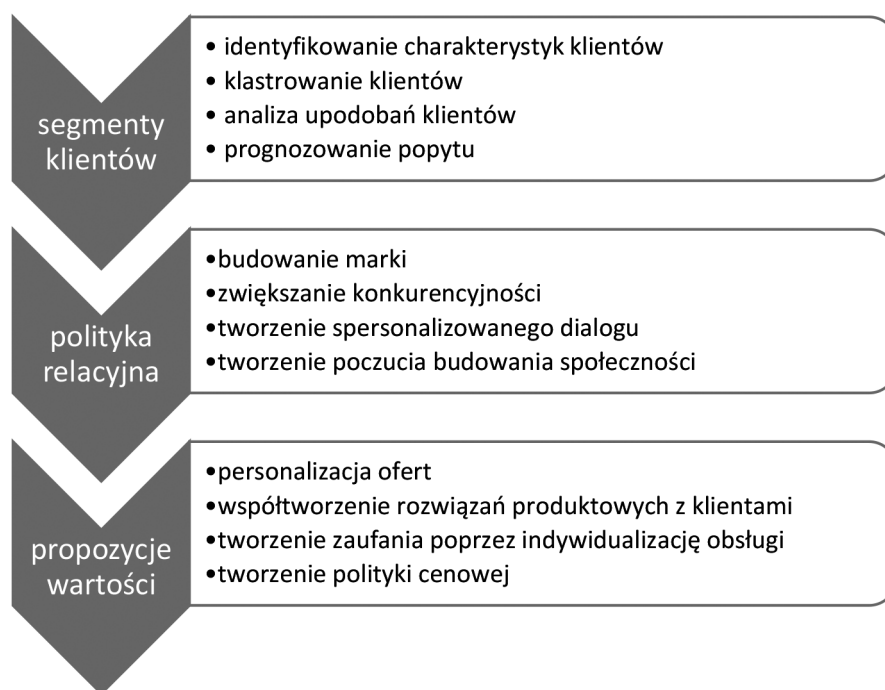 segmenty
klientów
• identyfikowanie charakterystyk klientów
• klastrowanie klientów
• analiza upodobań klientów
• prognozowanie popytu
polityka
relacyjna
•budowanie marki
•zwiększanie konkurencyjności
•tworzenie spersonalizowanego dialogu
•tworzenie poczucia budowania społeczności
propozycje
wartości
•personalizacja ofert
•współtworzenie rozwiązań produktowych z klientami
•tworzenie zaufania poprzez indywidualizację obsługi
•tworzenie polityki cenowej